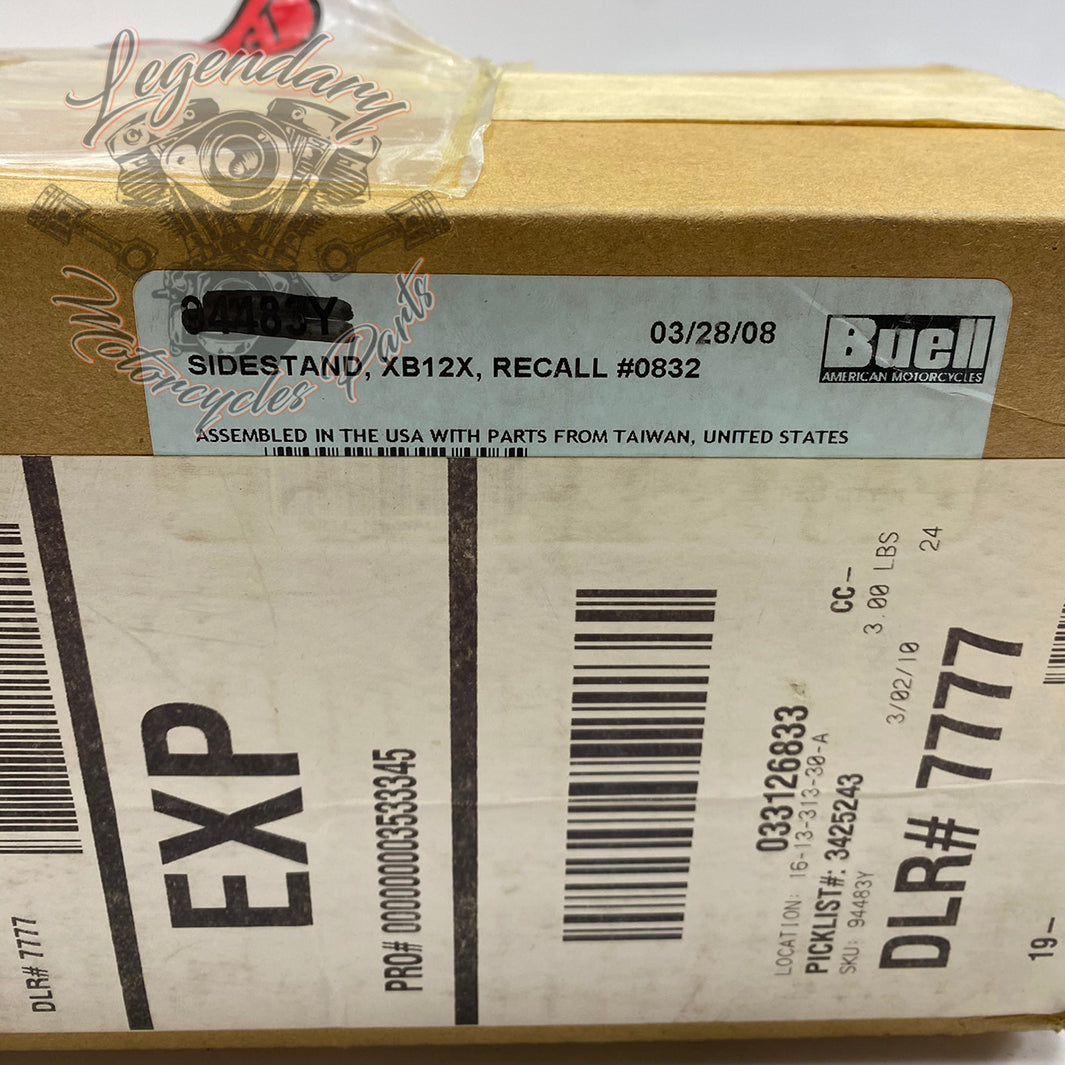 Legendary
Motorcycles & Parts
94483Y
03/28/08
Buell
AMERICAN MOTORCYCLES
SIDESTAND, XB12X, RECALL #0832
ASSEMBLED IN THE USA WITH PARTS FROM TAIWAN, UNITED STATES
DLR# 7777
EXP
PRO# 00000000003533345
033126833
LOCATION: 16-13-313-30-A
PICKLIST#: 3425243
SKU: 94483Y
CC-
3.00 LBS
3/02/10
24
DLR# 7777
19-